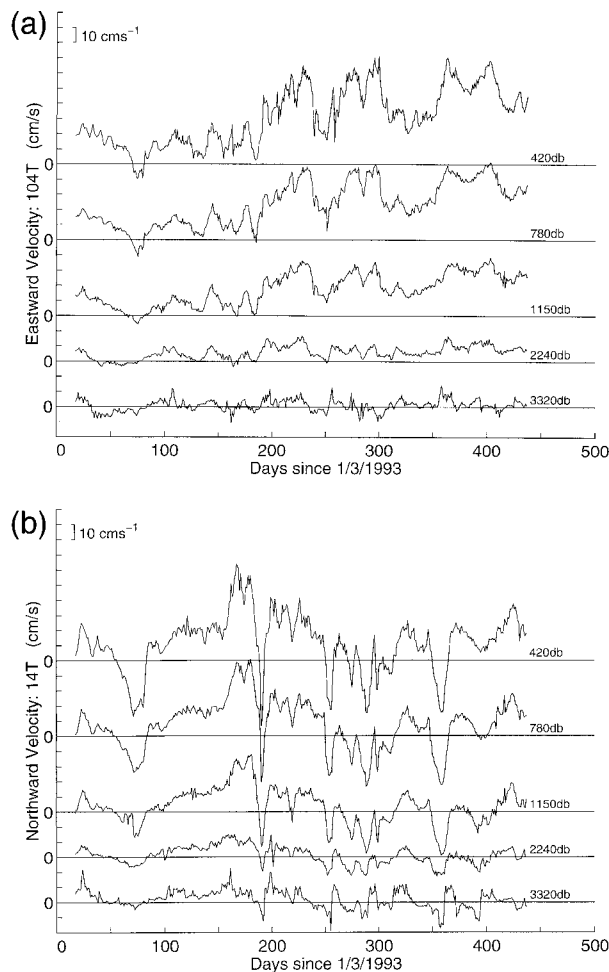 (a)
10 cms⁻¹
Eastward Velocity: 104T (cm/s)
0
420db
0
780db
0
1150db
0
2240db
0
3320db
0 100 200 300 400 500
Days since 1/3/1993
(b)
10 cms⁻¹
Northward Velocity: 14T (cm/s)
0
420db
0
780db
0
1150db
0
2240db
0
3320db
0 100 200 300 400 500
Days since 1/3/1993